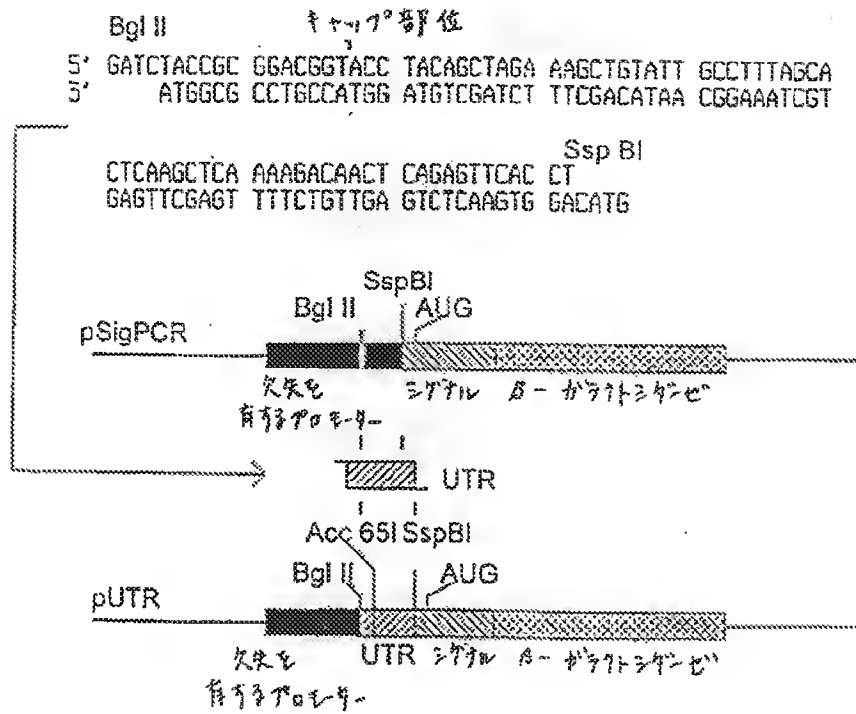 Bgl II
キャップ部位
5' GATCTACCGC GGACGGTACC TACAGCTAGA AAGCTGTATT GCCTTTAGCA
3' ATGGCG CCTGCCATGG ATGTCGATCT TTCGACATAA CGGAAATCGT
Ssp BI
CTCAAGCTCA AAAGACAACT CAGAGTTCAC CT
GAGTTCGAGT TTTCTGTTGA GTCTCAAGTG GACATG
SspBI
Bgl II AUG
pSigPCR
欠失を シグナル β-ガラクトシダーゼ
有するプロモーター
UTR
Acc 65I SspBI
Bgl II AUG
pUTR
欠失を UTR シグナル β-ガラクトシダーゼ
有するプロモーター